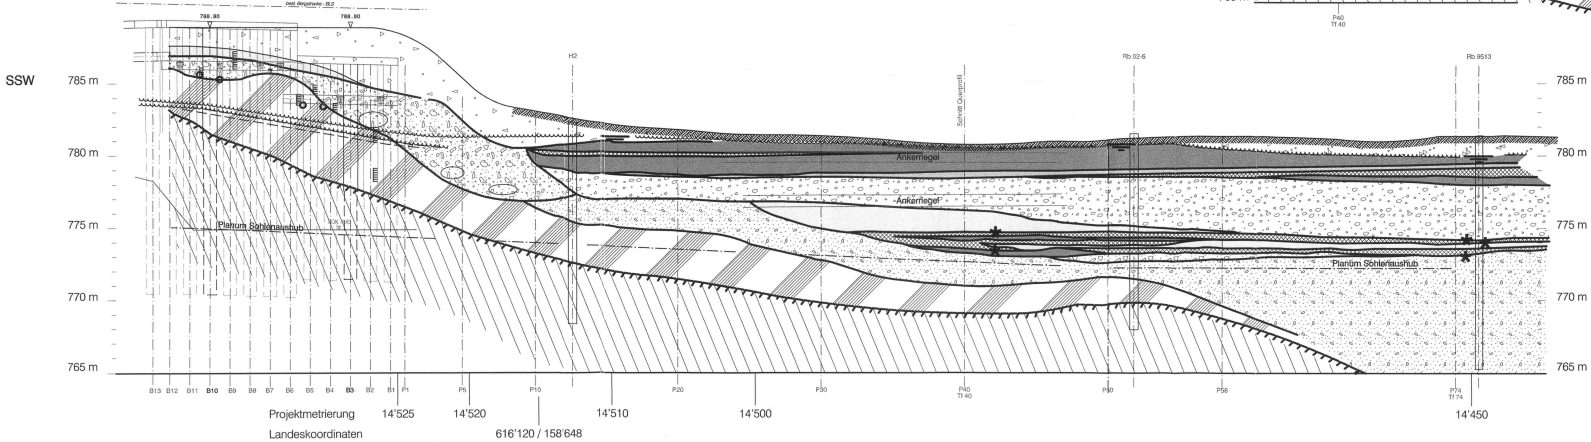 best. Bergstrecke - BLS
788.80 788.80
P40
Tf 40
H2 Rb 02-6 Rb 9513
SSW
785 m 785 m
Schnitt Querprofil
780 m 780 m
Ankerriegel
Ankerriegel
775 m 775 m
Planum Sohlenaushub
Planum Sohlenaushub
770 m 770 m
765 m 765 m
B13 B12 B11 B10 B9 B8 B7 B6 B5 B4 B3 B2 B1 P1 P5 P10 P20 P30 P40 P50 P58 P74
Tf 40 Tf 74
Projektmetrierung 14'525 14'520 14'510 14'500 14'450
Landeskoordinaten 616'120 / 158'648